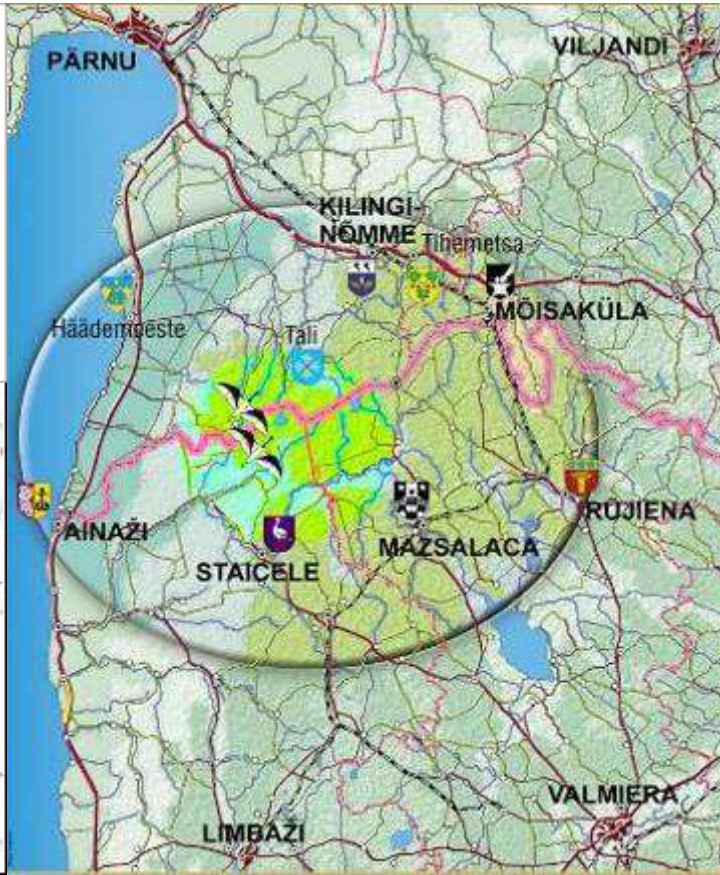 PÄRNU
VILJANDI
KILINGI-
NÕMME
Tihemetsa
MÕISAKÜLA
Häädemeeste
Tali
AINAŽI
RŪJIENA
MAZSALACA
STAICELE
VALMIERA
LIMBAŽI